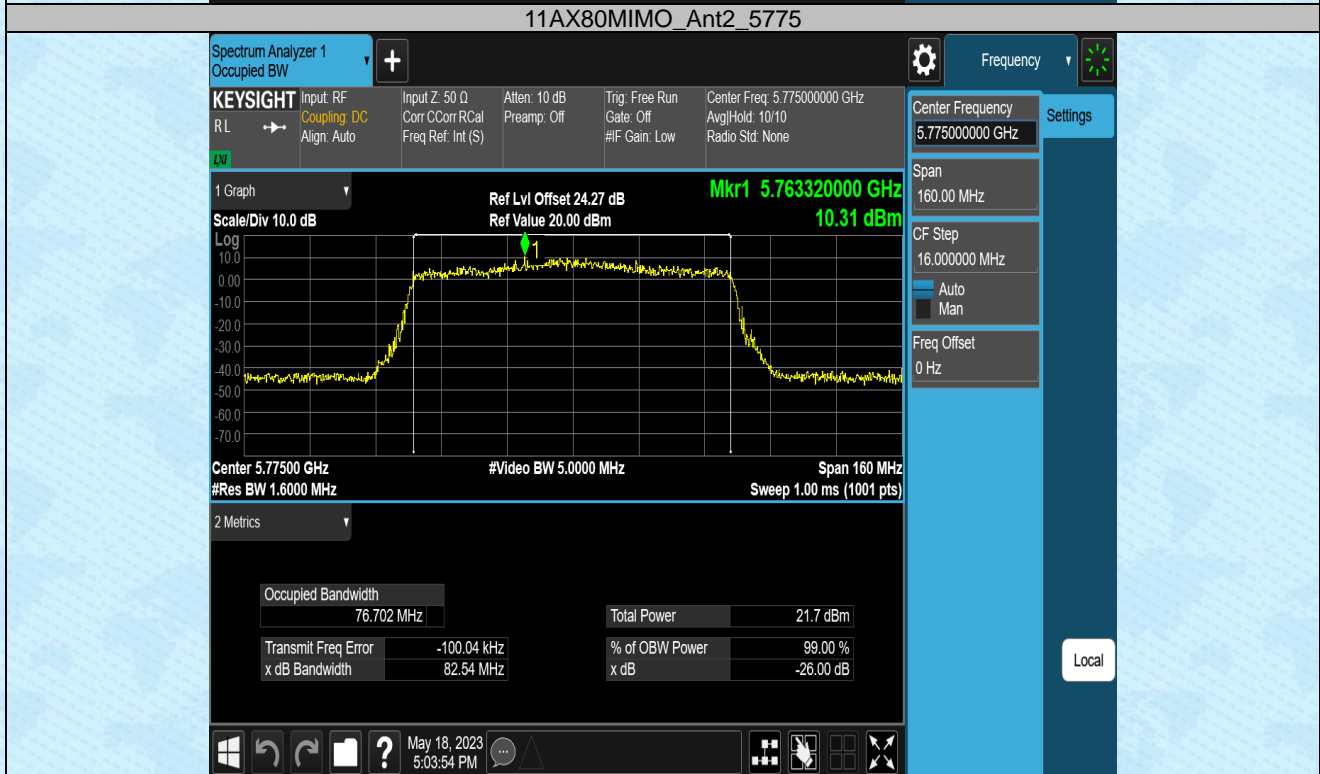 11AX80MIMO_Ant2_5775
Spectrum Analyzer 1
Occupied BW
+
Frequency
KEYSIGHT
RL
LXI
Input: RF
Coupling: DC
Align: Auto
Input Z: 50 Ω
Corr CCorr RCal
Freq Ref: Int (S)
Atten: 10 dB
Preamp: Off
Trig: Free Run
Gate: Off
#IF Gain: Low
Center Freq: 5.775000000 GHz
Avg|Hold: 10/10
Radio Std: None
Center Frequency
5.775000000 GHz
Settings
Span
160.00 MHz
CF Step
16.000000 MHz
Auto
Man
Freq Offset
0 Hz
1 Graph
Scale/Div 10.0 dB
Ref Lvl Offset 24.27 dB
Ref Value 20.00 dBm
Mkr1 5.763320000 GHz
10.31 dBm
Log
10.0
0.00
-10.0
-20.0
-30.0
-40.0
-50.0
-60.0
-70.0
1
Center 5.77500 GHz
#Res BW 1.6000 MHz
#Video BW 5.0000 MHz
Span 160 MHz
Sweep 1.00 ms (1001 pts)
2 Metrics
Occupied Bandwidth
76.702 MHz
Total Power 21.7 dBm
Transmit Freq Error -100.04 kHz
% of OBW Power 99.00 %
x dB Bandwidth 82.54 MHz
x dB -26.00 dB
Local
?
May 18, 2023
5:03:54 PM